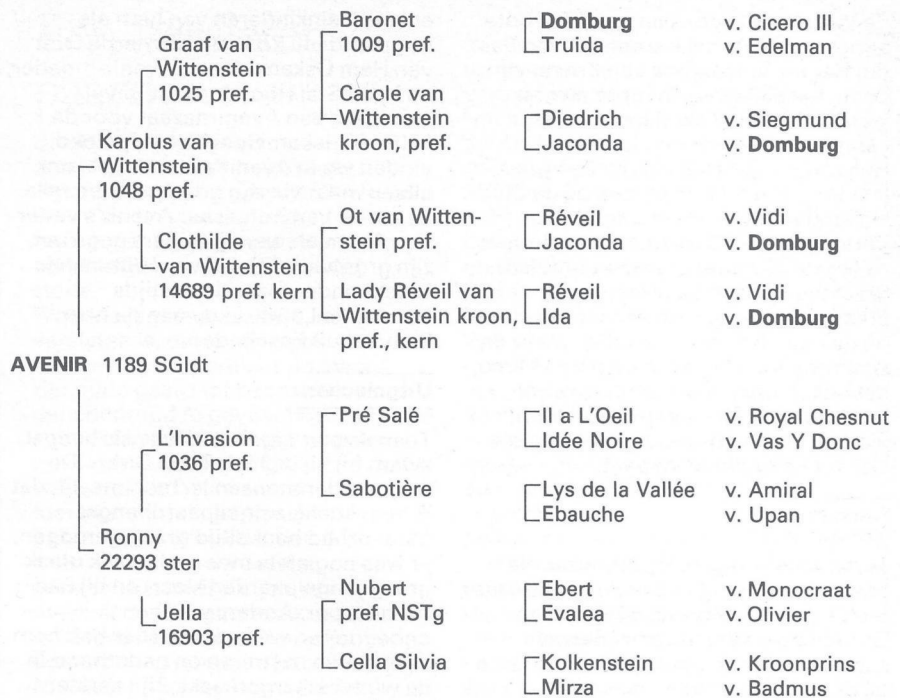 Baronet Domburg v. Cicero III
Graaf van 1009 pref. Truida v. Edelman
Wittenstein
1025 pref. Carole van
Wittenstein Diedrich v. Siegmund
Karolus van kroon, pref. Jaconda v. Domburg
Wittenstein
1048 pref.
Ot van Witten- Réveil v. Vidi
Clothilde stein pref. Jaconda v. Domburg
van Wittenstein
14689 pref. kern Lady Réveil van Réveil v. Vidi
Wittenstein kroon, Ida v. Domburg
pref., kern
AVENIR 1189 SGldt
Pré Salé Il a L'Oeil v. Royal Chesnut
L'Invasion Idée Noire v. Vas Y Donc
1036 pref.
Sabotière Lys de la Vallée v. Amiral
Ebauche v. Upan
Ronny
22293 ster
Nubert Ebert v. Monocraat
Jella pref. NSTg Evalea v. Olivier
16903 pref.
Cella Silvia Kolkenstein v. Kroonprins
Mirza v. Badmus